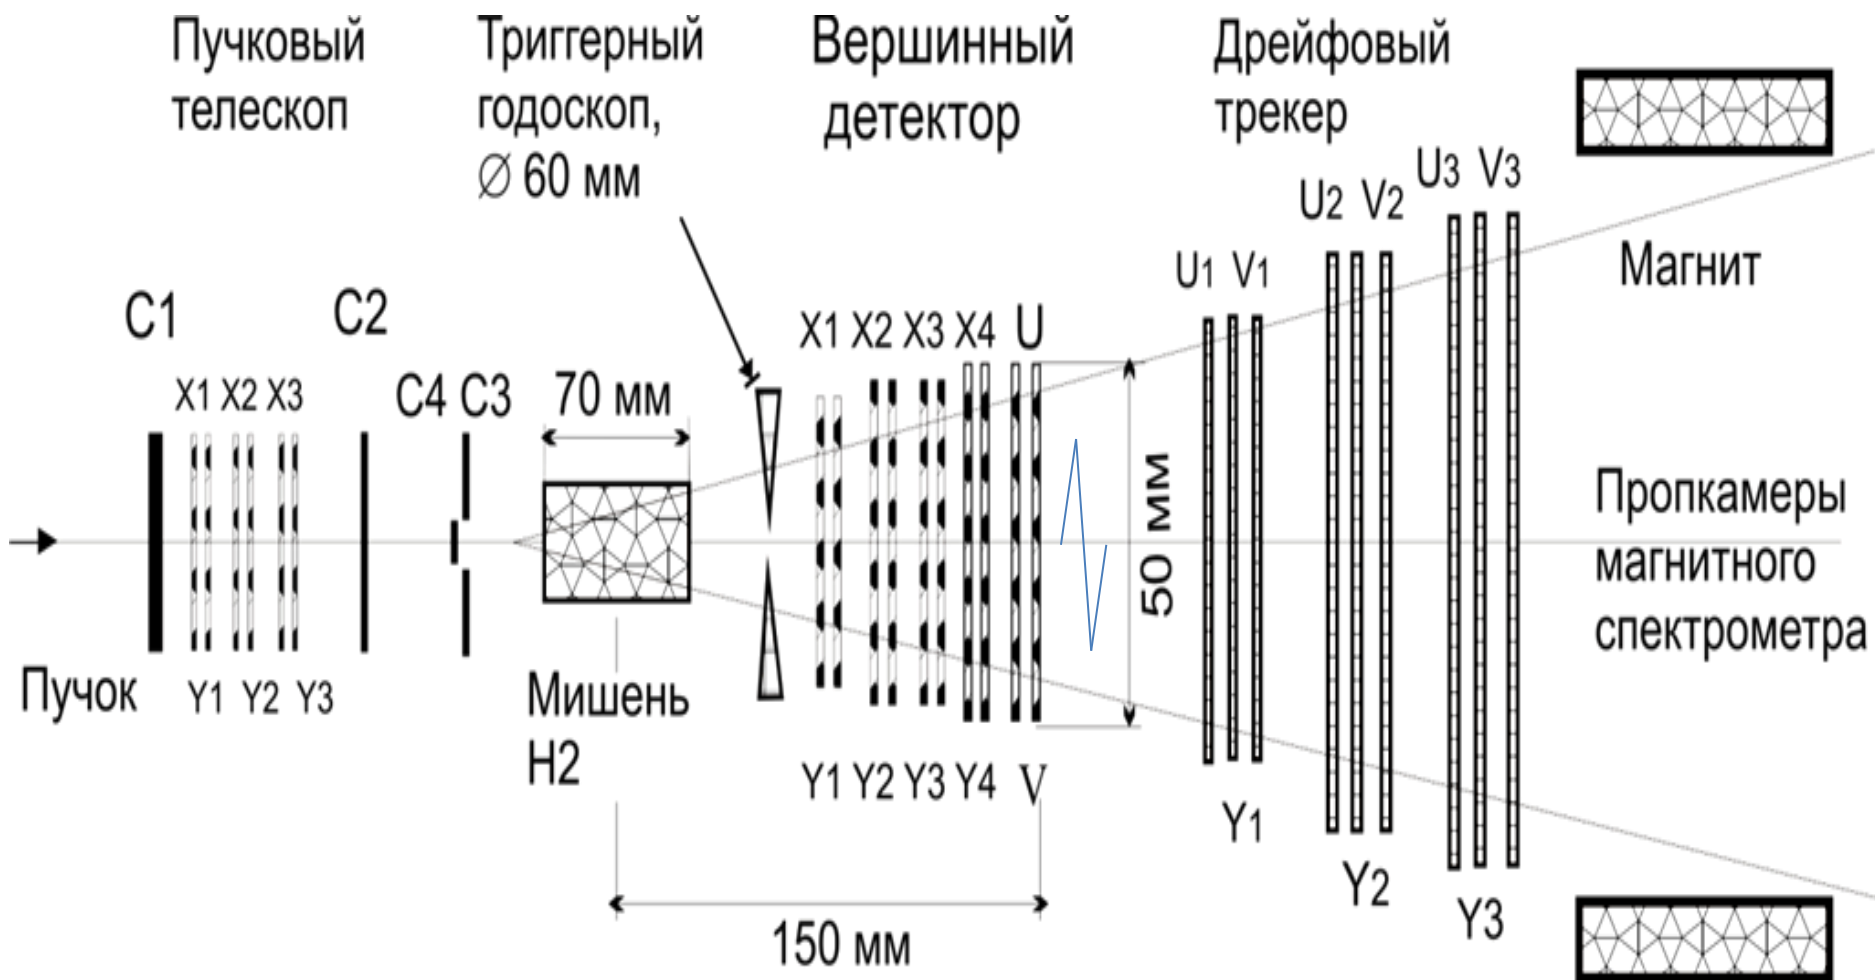 Пучковый
телескоп
Триггерный
годоскоп,
∅ 60 мм
Вершинный
детектор
Дрейфовый
трекер
U3 V3
U2 V2
U1 V1
Магнит
C1
C2
C4 C3
X1 X2 X3
70 мм
X1 X2 X3 X4 U
50 мм
Пропкамеры
магнитного
спектрометра
Пучок
Y1 Y2 Y3
Мишень
H2
Y1 Y2 Y3 Y4 V
Y1
Y2
Y3
150 мм